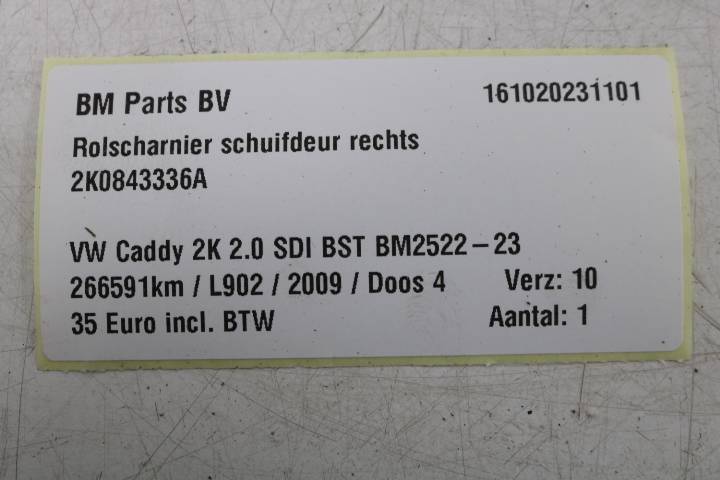 BM Parts BV 161020231101
Rolscharnier schuifdeur rechts
2K0843336A
VW Caddy 2K 2.0 SDI BST BM2522-23
266591km / L902 / 2009 / Doos 4 Verz: 10
35 Euro incl. BTW Aantal: 1